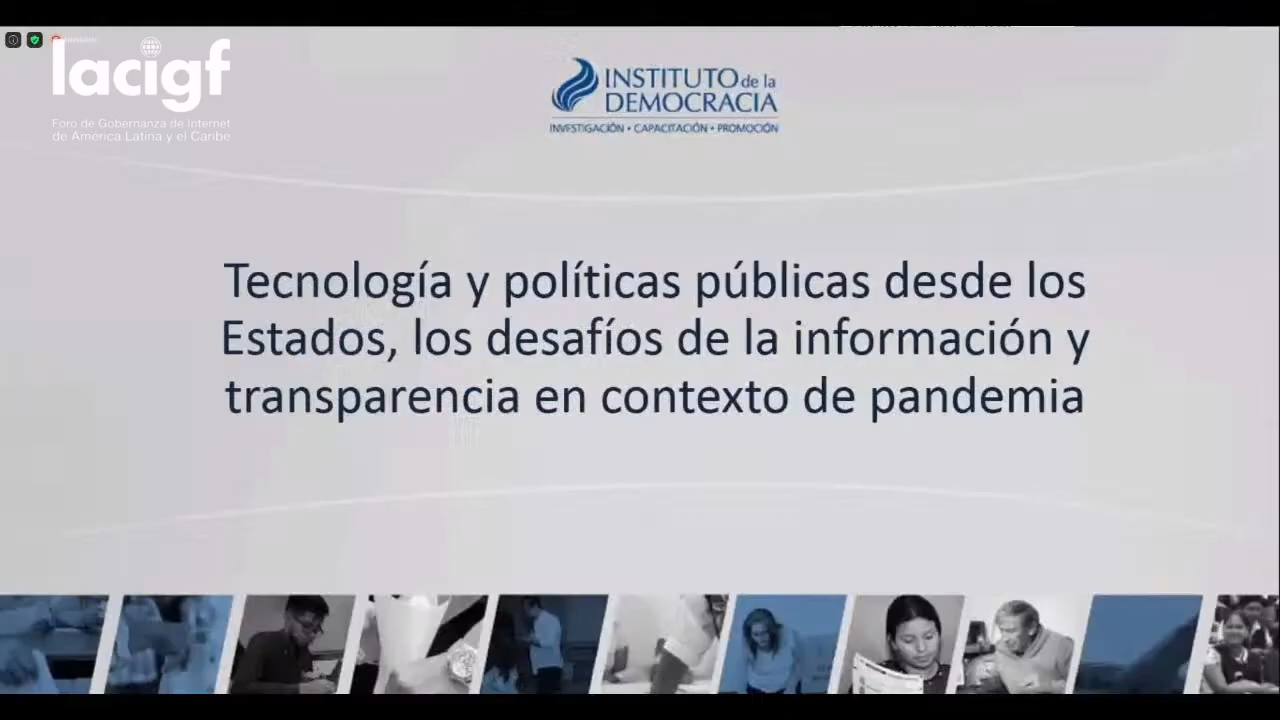 lacigf
Foro de Gobernanza de Internet
de América Latina y el Caribe
INSTITUTO de la
DEMOCRACIA
INVESTIGACIÓN • CAPACITACIÓN • PROMOCIÓN
Tecnología y políticas públicas desde los
Estados, los desafíos de la información y
transparencia en contexto de pandemia